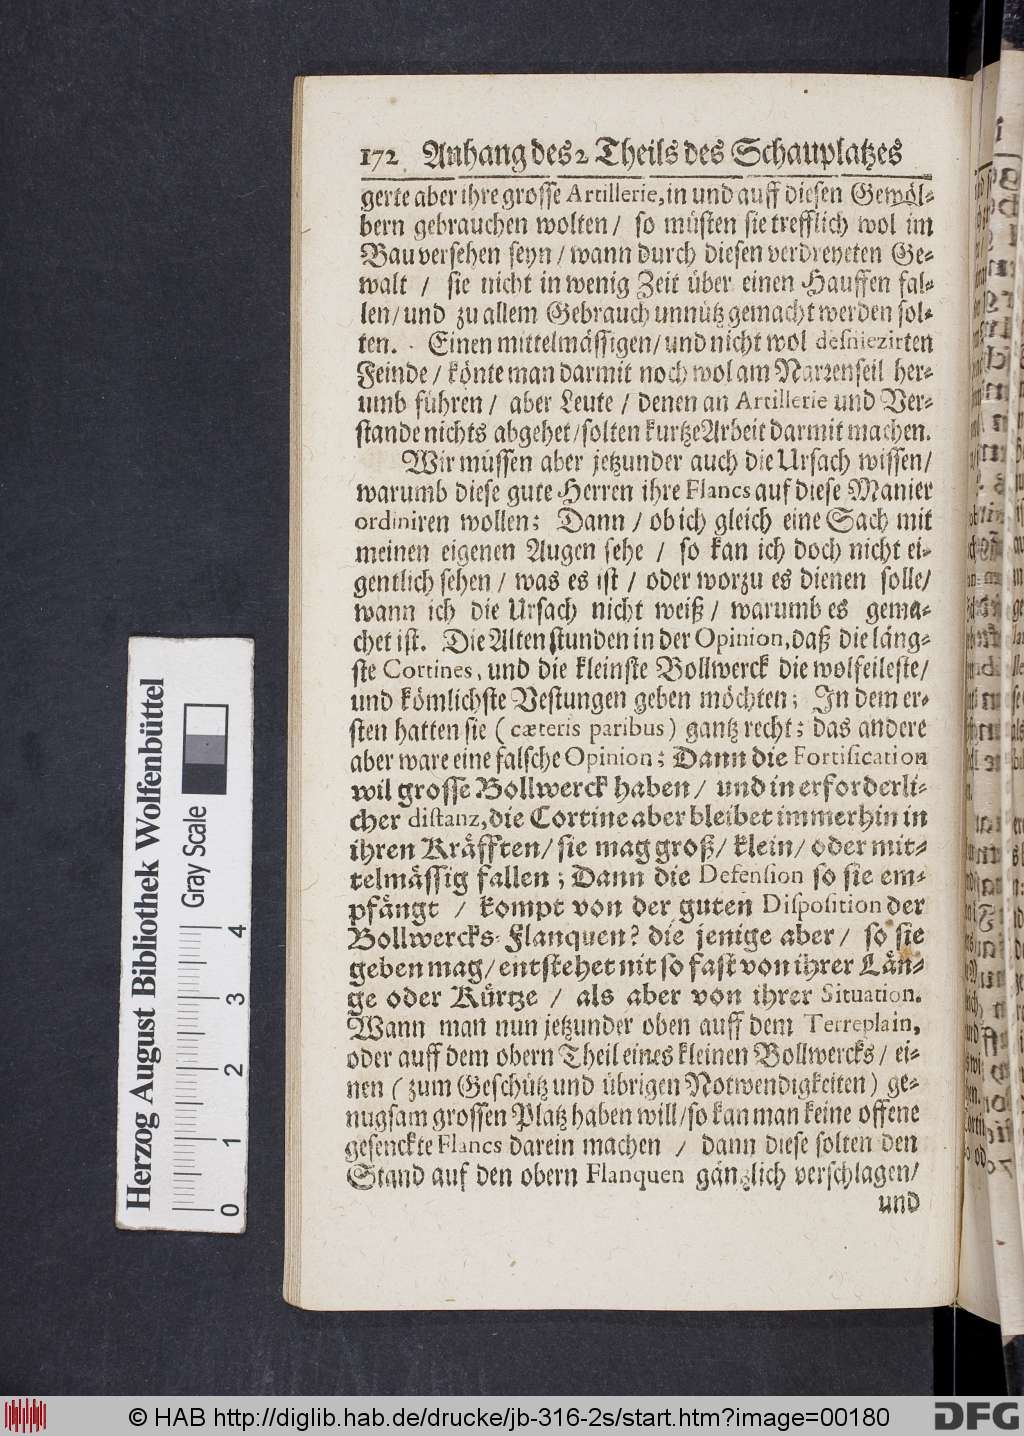 172 Anhang des 2 Theils des Schauplatzes
gerte aber ihre grosse Artillerie, in und auff diesen Gewöl-
bern gebrauchen wolten / so müsten sie trefflich wol im
Bau versehen seyn / wann durch diesen verdreyeten Ge-
walt / sie nicht in wenig Zeit über einen Hauffen fal-
len / und zu allem Gebrauch unnütz gemacht werden sol-
ten. Einen mittelmässigen / und nicht wol desniezirten
Feinde / könte man darmit noch wol am Narrenseil her-
umb führen / aber Leute / denen an Artillerie und Ver-
stande nichts abgehet / solten kurtze Arbeit darmit machen.
Wir müssen aber jetzunder auch die Ursach wissen /
warumb diese gute Herren ihre Flancs auf diese Manier
ordiniren wollen; Dann / ob ich gleich eine Sach mit
meinen eigenen Augen sehe / so kan ich doch nicht ei-
gentlich sehen / was es ist / oder worzu es dienen solle /
wann ich die Ursach nicht weiß / warumb es gema-
chet ist. Die Alten stunden in der Opinion, daß die läng-
ste Cortines, und die kleinste Bollwerck die wolfeileste /
und kömlichste Vestungen geben möchten; In dem er-
sten hatten sie (cæteris paribus) gantz recht; das andere
aber ware eine falsche Opinion; Dann die Fortification
wil grosse Bollwerck haben / und in erforderli-
cher distanz, die Cortine aber bleibet immerhin in
ihren Kräfften / sie mag groß / klein / oder mit-
telmässig fallen; Dann die Defension so sie em-
pfängt / kompt von der guten Disposition der
Bollwercks-Flanquen? die jenige aber / so sie
geben mag / entstehet nit so fast von ihrer Län-
ge oder Kürtze / als aber von ihrer Situation.
Wann man nun jetzunder oben auff dem Terreplain,
oder auff dem obern Theil eines kleinen Bollwercks / ei-
nen (zum Geschütz und übrigen Notwendigkeiten) ge-
nugsam grossen Platz haben will / so kan man keine offene
gesenckte Flancs darein machen / dann diese solten den
Stand auf den obern Flanquen gäntzlich verschlagen /
und
Herzog August Bibliothek Wolfenbüttel
Gray Scale
0 1 2 3 4
© HAB http://diglib.hab.de/drucke/jb-316-2s/start.htm?image=00180
DFG